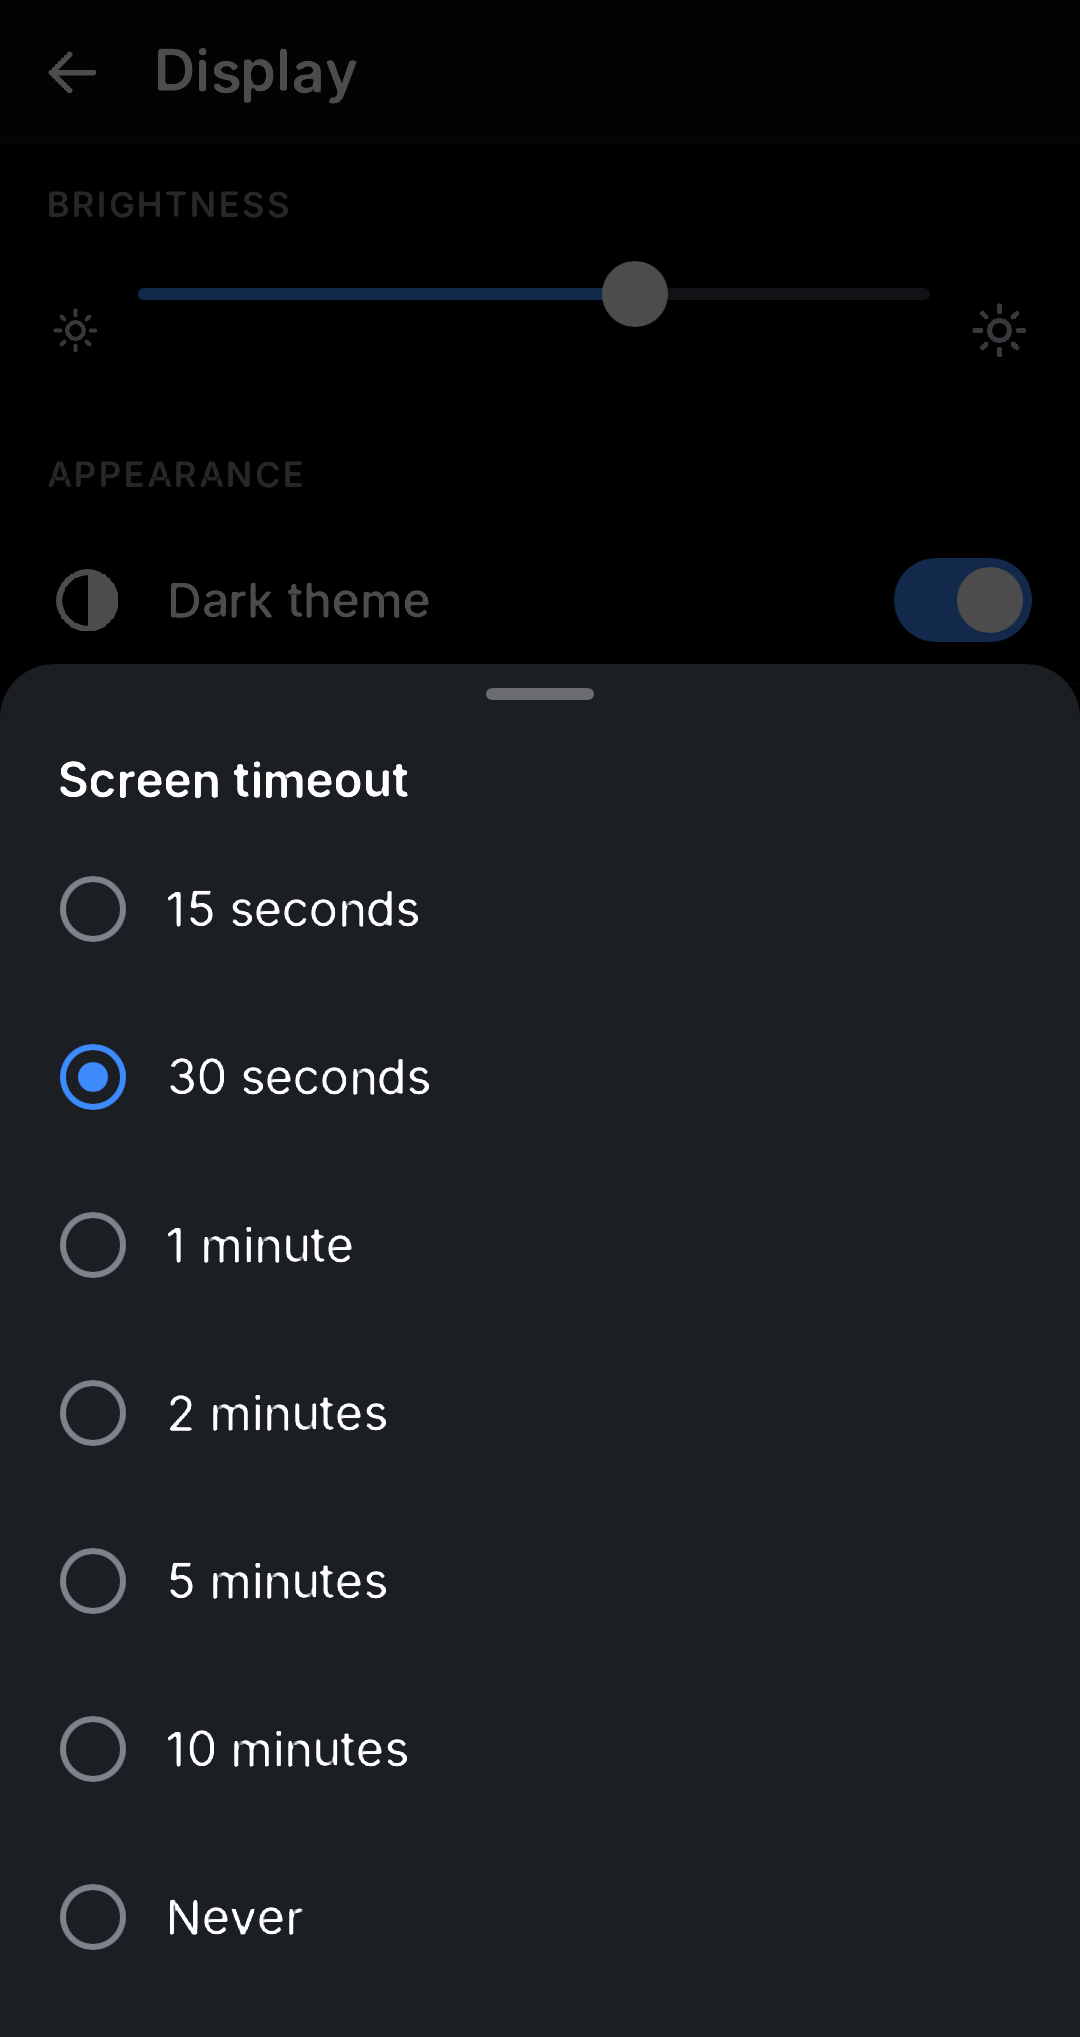 Display
BRIGHTNESS
APPEARANCE
Dark theme
Screen timeout
15 seconds
30 seconds
1 minute
2 minutes
5 minutes
10 minutes
Never